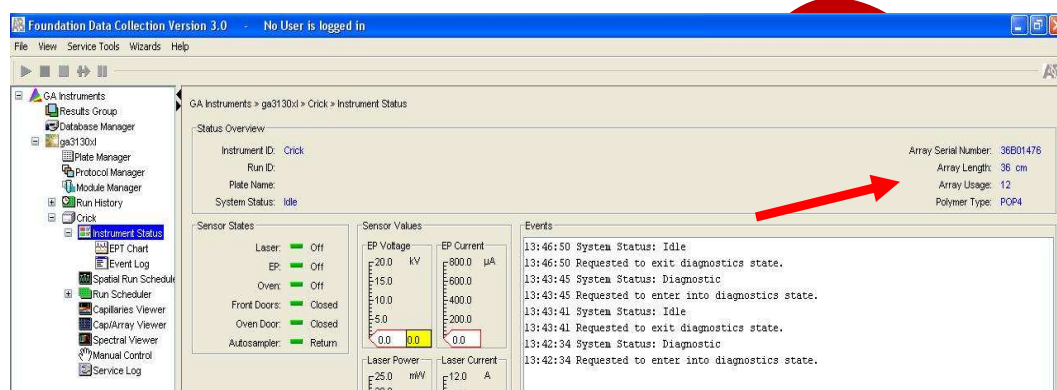 Foundation Data Collection Version 3.0 - No User is logged in
File View Service Tools Wizards Help
GA Instruments
Results Group
Database Manager
ga3130xl
Plate Manager
Protocol Manager
Module Manager
Run History
Crick
Instrument Status
EPT Chart
Event Log
Spatial Run Schedule
Run Scheduler
Capillaries Viewer
Cap/Array Viewer
Spectral Viewer
Manual Control
Service Log
GA Instruments > ga3130xl > Crick > Instrument Status
Status Overview
Instrument ID: Crick
Run ID:
Plate Name:
System Status: Idle
Array Serial Number: 36B01476
Array Length: 36 cm
Array Usage: 12
Polymer Type: POP4
Sensor States
Laser: Off
EP: Off
Oven: Off
Front Doors: Closed
Oven Door: Closed
Autosampler: Return
Sensor Values
EP Voltage
20.0 kV
15.0
10.0
5.0
0.0 0.0
EP Current
800.0 µA
600.0
400.0
200.0
0.0
Laser Power
25.0 mW
Laser Current
12.0 A
Events
13:46:50 System Status: Idle
13:46:50 Requested to exit diagnostics state.
13:43:45 System Status: Diagnostic
13:43:45 Requested to enter into diagnostics state.
13:43:41 System Status: Idle
13:43:41 Requested to exit diagnostics state.
13:42:34 System Status: Diagnostic
13:42:34 Requested to enter into diagnostics state.